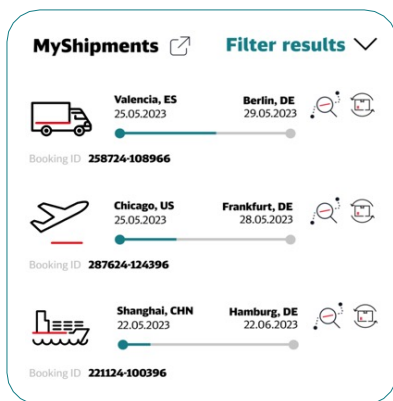 MyShipments Filter results
Valencia, ES Berlin, DE
25.05.2023 29.05.2023
Booking ID 258724-108966
Chicago, US Frankfurt, DE
25.05.2023 28.05.2023
Booking ID 287624-124396
Shanghai, CHN Hamburg, DE
22.05.2023 22.06.2023
Booking ID 221124-100396